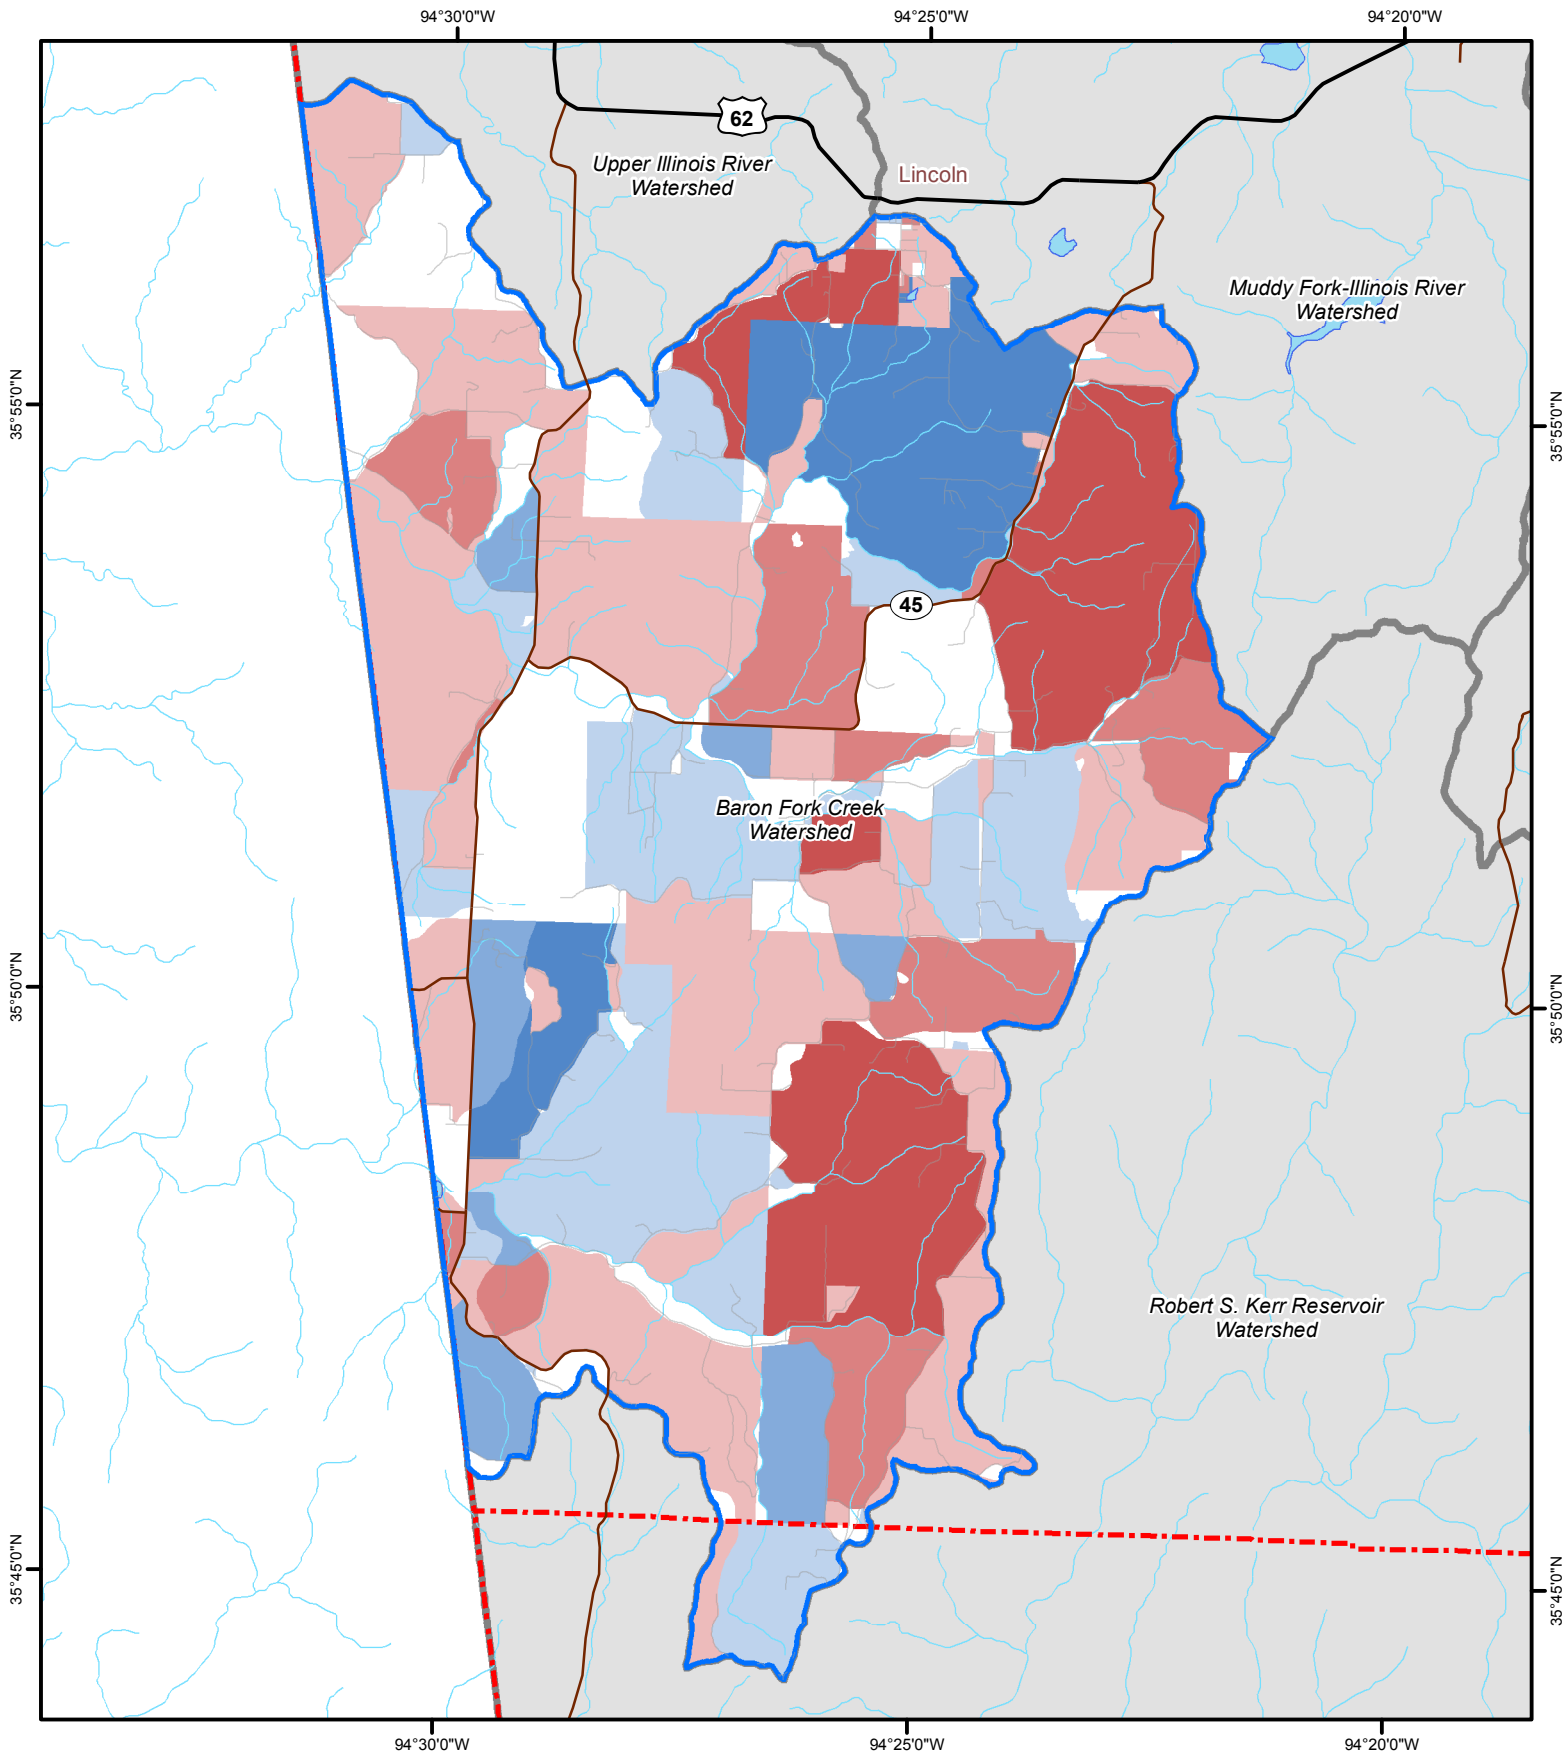 94°30'0"W
94°25'0"W
94°20'0"W
62
Upper Illinois River
Watershed
Lincoln
Muddy Fork-Illinois River
Watershed
35°55'0"N
35°55'0"N
45
Baron Fork Creek
Watershed
35°50'0"N
35°50'0"N
Robert S. Kerr Reservoir
Watershed
35°45'0"N
35°45'0"N
94°30'0"W
94°25'0"W
94°20'0"W